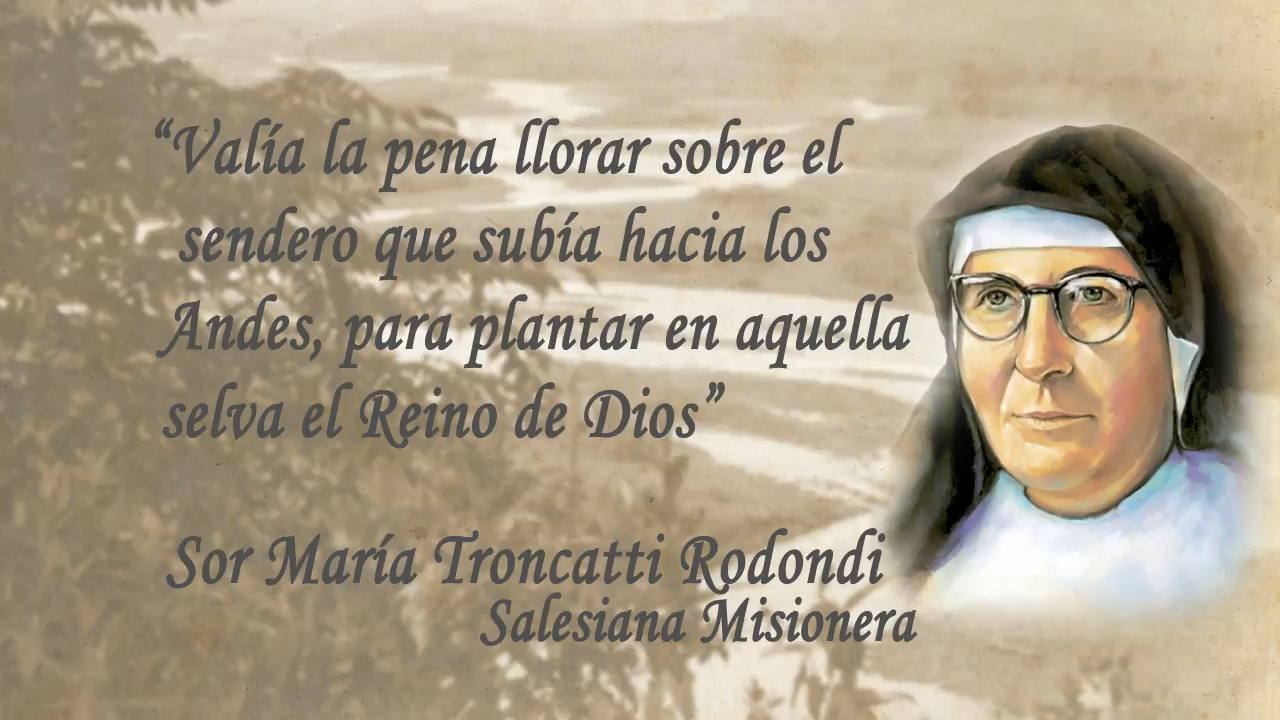 “Valía la pena llorar sobre el
sendero que subía hacia los
Andes, para plantar en aquella
selva el Reino de Dios”
Sor María Troncatti Rodondi
Salesiana Misionera